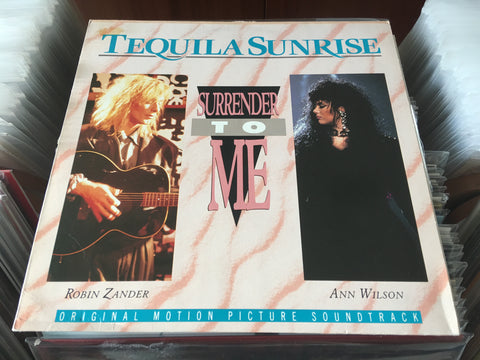 TEQUILA SUNRISE
SURRENDER
TO
ME
ROBIN ZANDER
ANN WILSON
ORIGINAL MOTION PICTURE SOUNDTRACK